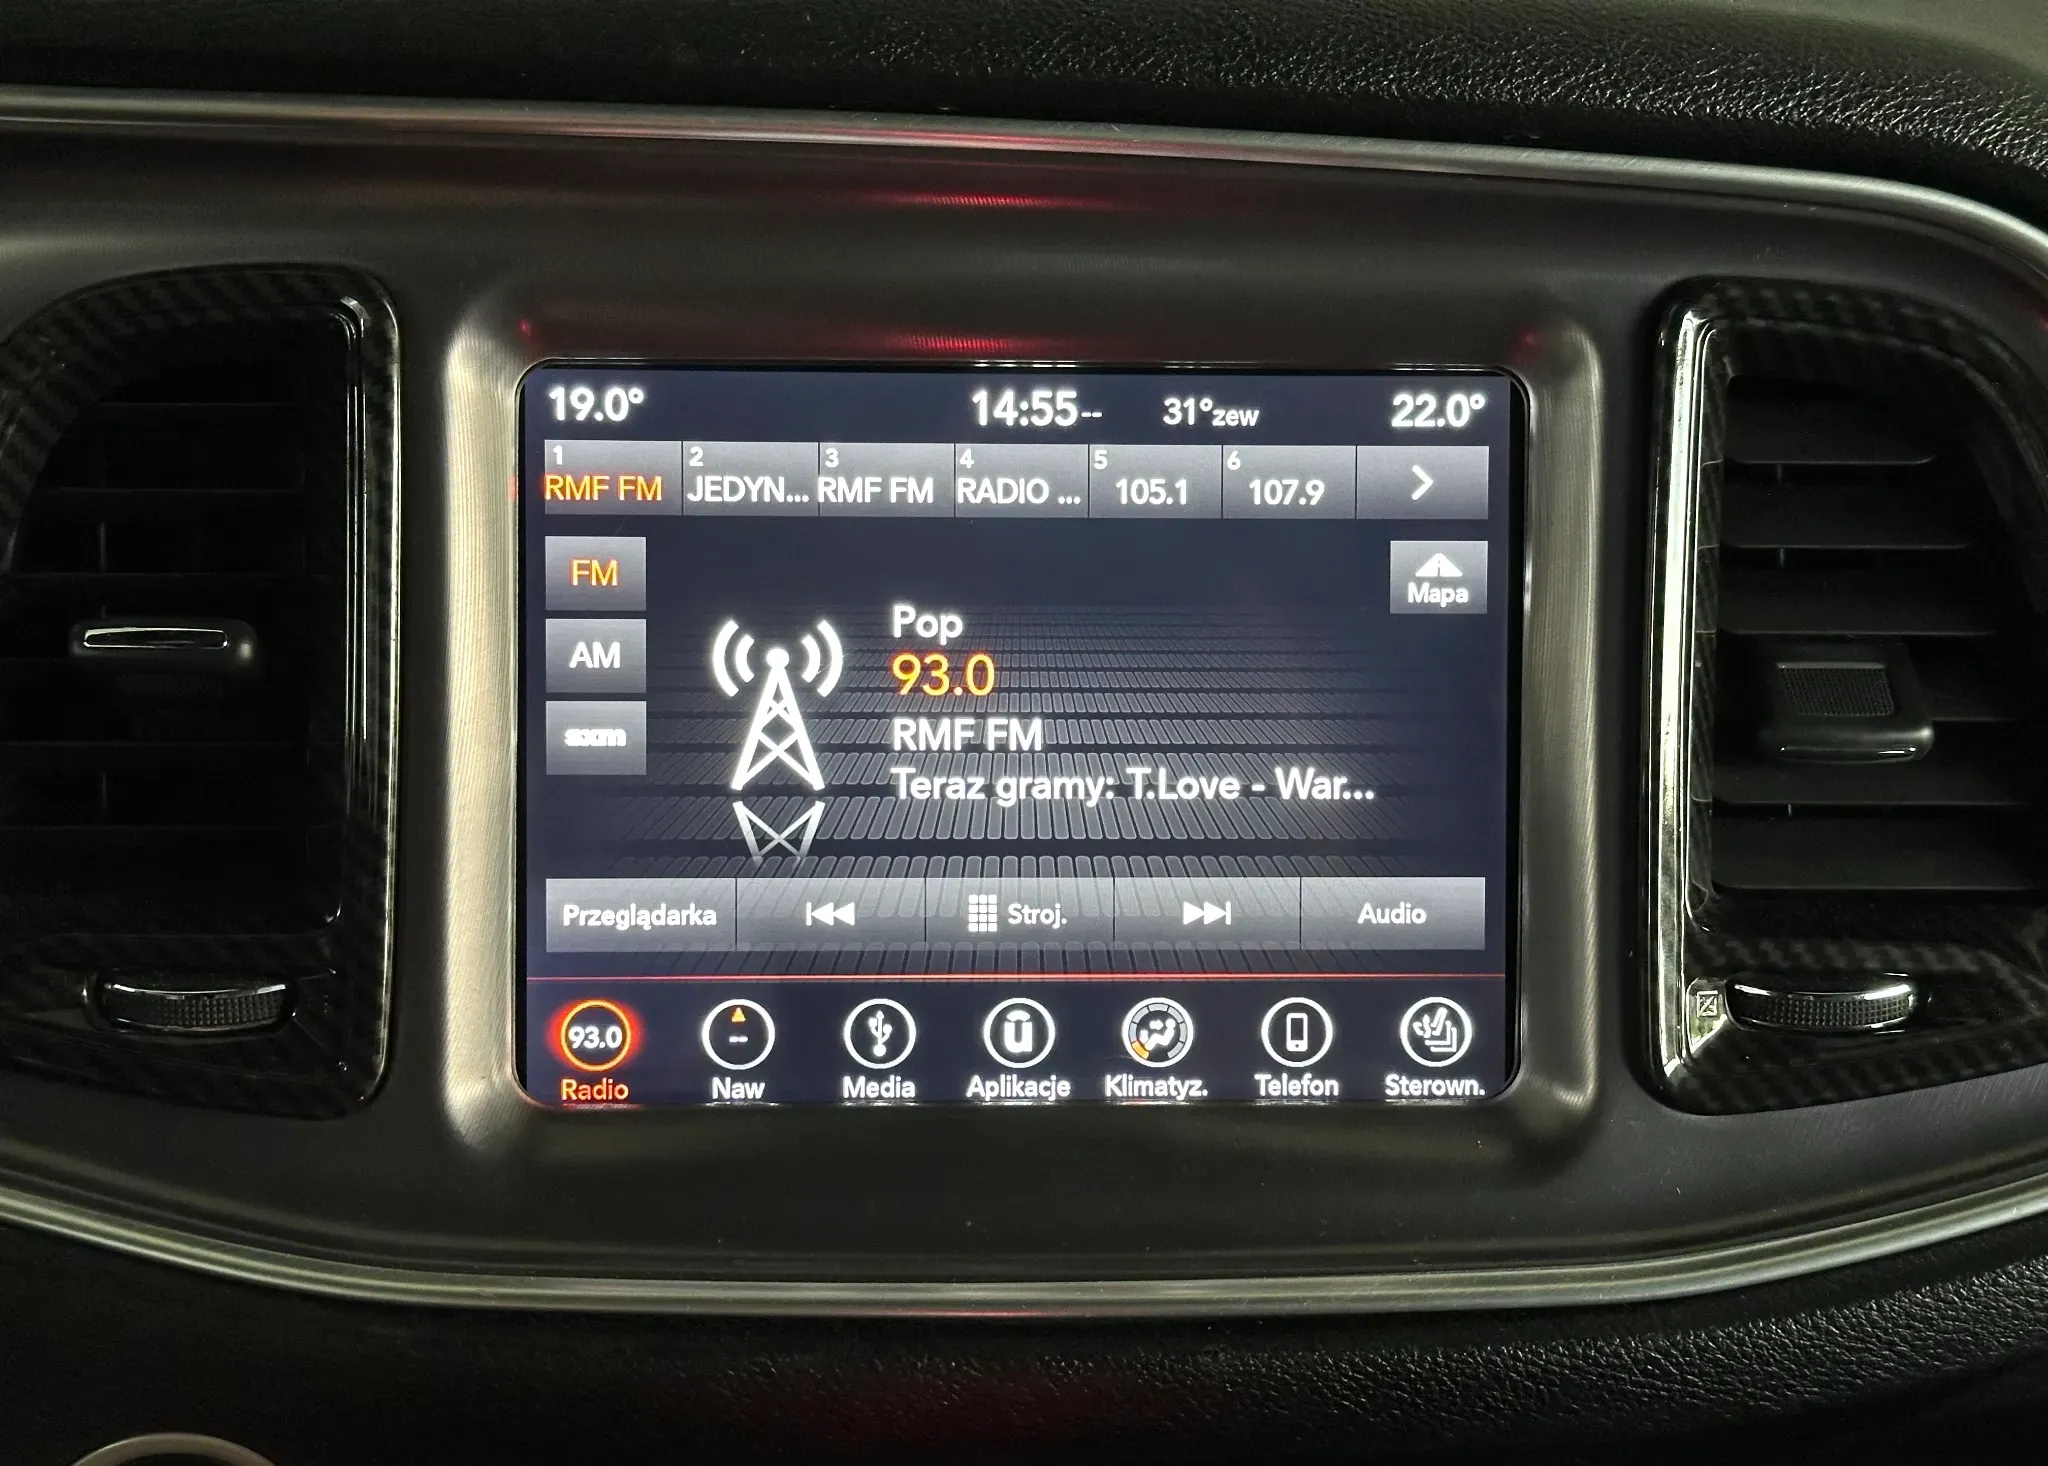 19.0° 14:55-- 31°zew 22.0°
1 2 3 4 5 6
RMF FM JEDYN... RMF FM RADIO ... 105.1 107.9
FM
Mapa
AM
Pop
93.0
sxm
RMF FM
Teraz gramy: T.Love - War...
Przeglądarka Stroj. Audio
93.0 --
Radio Naw Media Aplikacje Klimatyz. Telefon Sterown.